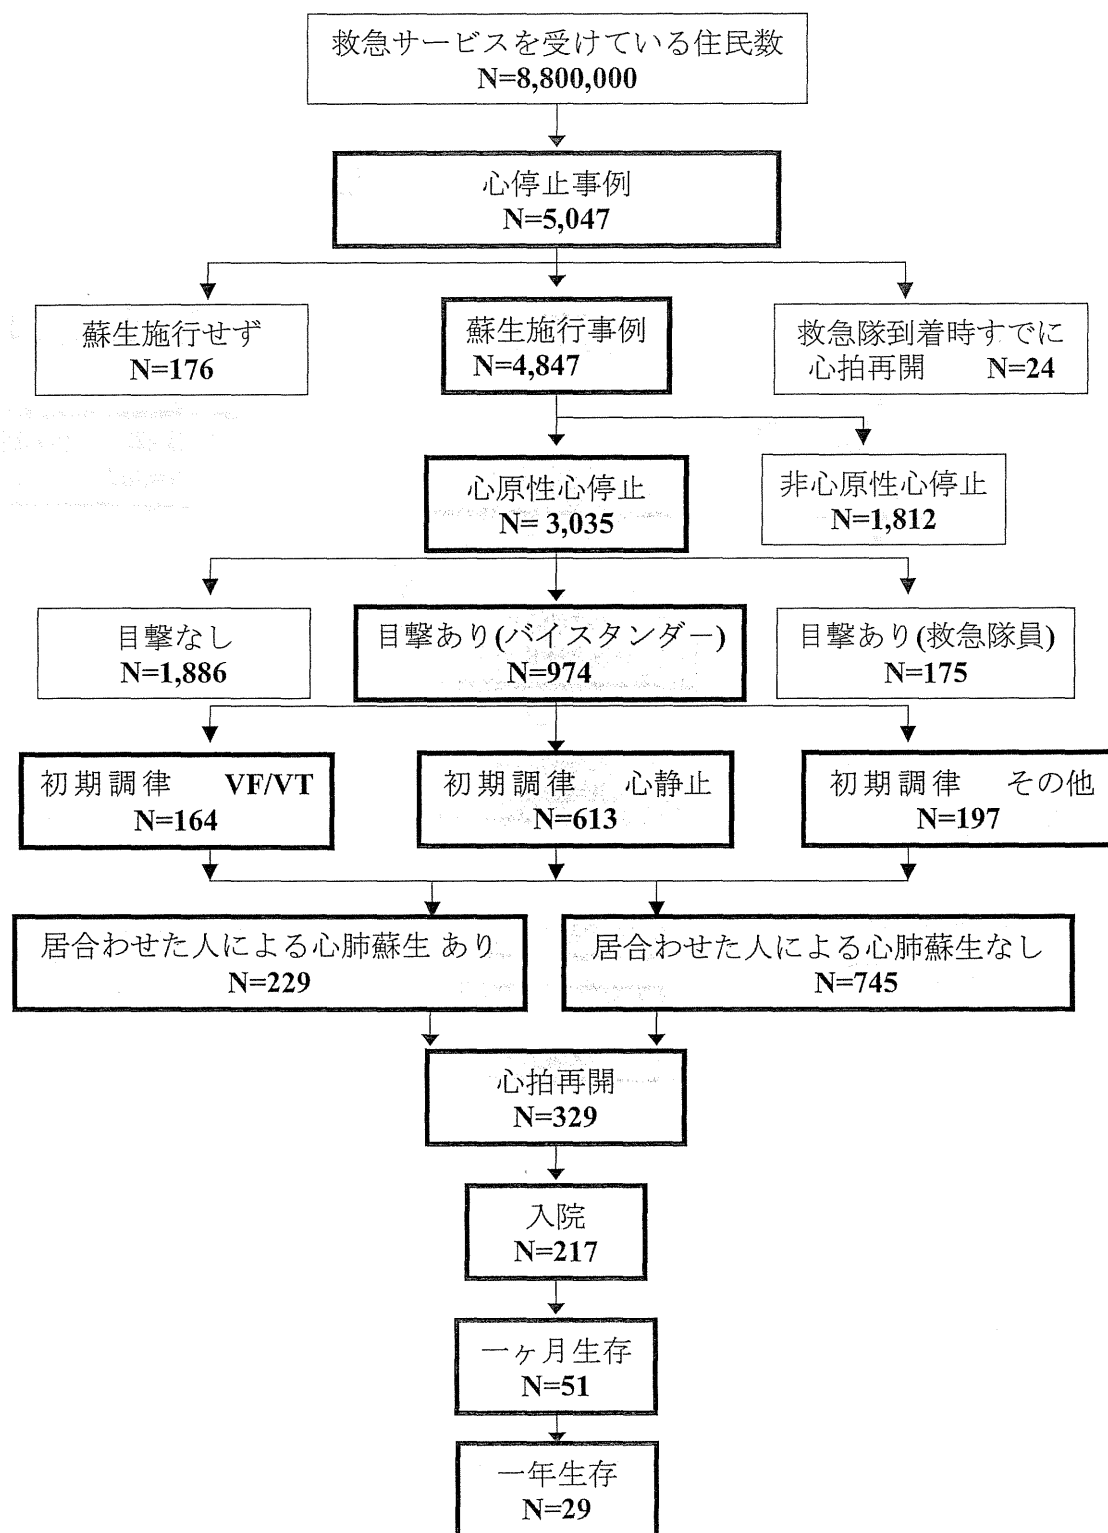 救急サービスを受けている住民数
N=8,800,000
心停止事例
N=5,047
蘇生施行せず
N=176
蘇生施行事例
N=4,847
救急隊到着時すでに
心拍再開 N=24
心原性心停止
N= 3,035
非心原性心停止
N=1,812
目撃なし
N=1,886
目撃あり(バイスタンダー)
N=974
目撃あり(救急隊員)
N=175
初期調律 VF/VT
N=164
初期調律 心静止
N=613
初期調律 その他
N=197
居合わせた人による心肺蘇生 あり
N=229
居合わせた人による心肺蘇生なし
N=745
心拍再開
N=329
入院
N=217
一ヶ月生存
N=51
一年生存
N=29